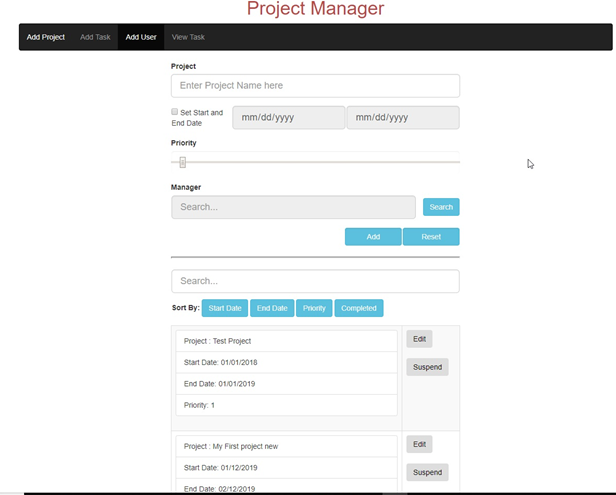 Project Manager
Add Project Add Task Add User View Task
Project
Enter Project Name here
Set Start and
End Date
mm/dd/yyyy mm/dd/yyyy
Priority
Manager
Search... Search
Add Reset
Search...
Sort By: Start Date End Date Priority Completed
Project : Test Project Edit
Start Date: 01/01/2018 Suspend
End Date: 01/01/2019
Priority: 1
Project : My First project new Edit
Start Date: 01/12/2019 Suspend
End Date: 02/12/2019